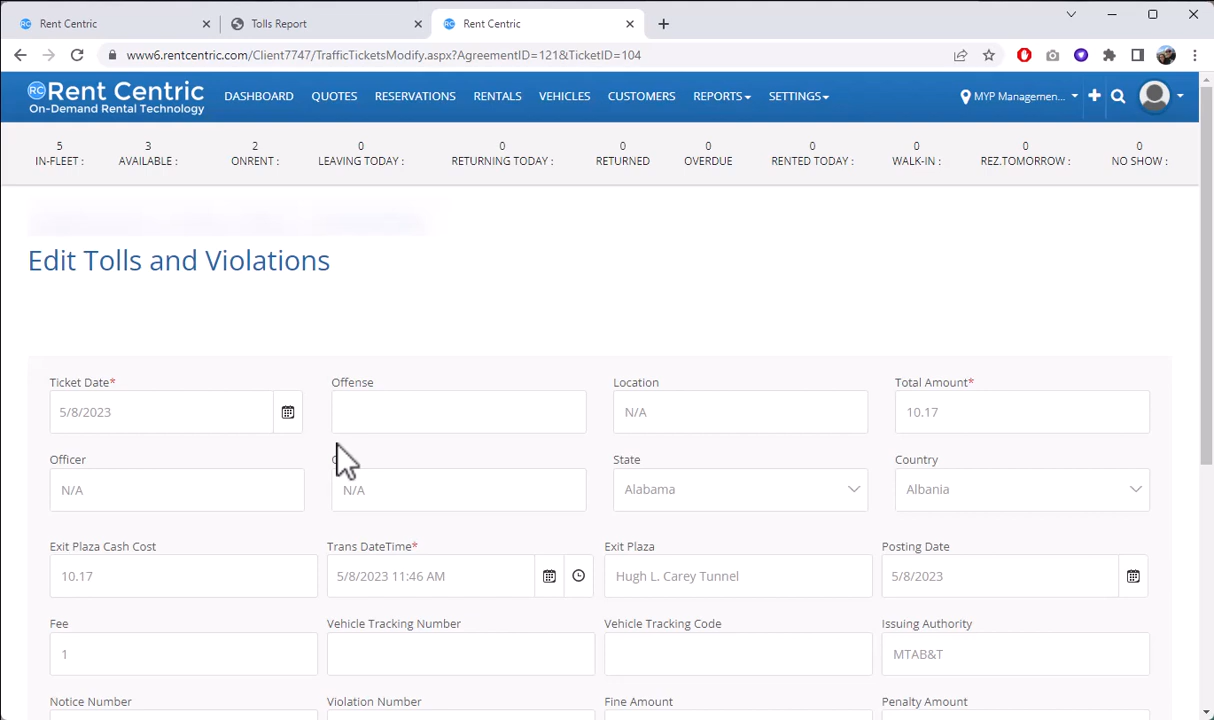 Rent Centric
Tolls Report
Rent Centric
www6.rentcentric.com/Client7747/TrafficTicketsModify.aspx?AgreementID=121&TicketID=104
RC Rent Centric
On-Demand Rental Technology
DASHBOARD QUOTES RESERVATIONS RENTALS VEHICLES CUSTOMERS REPORTS SETTINGS
MYP Managemen...
5 3 2 0 0 0 0 0 0 0 0
IN-FLEET : AVAILABLE : ONRENT : LEAVING TODAY : RETURNING TODAY : RETURNED OVERDUE RENTED TODAY : WALK-IN : REZ.TOMORROW : NO SHOW :
Edit Tolls and Violations
Ticket Date* Offense Location Total Amount*
5/8/2023 N/A 10.17
Officer State Country
N/A N/A Alabama Albania
Exit Plaza Cash Cost Trans DateTime* Exit Plaza Posting Date
10.17 5/8/2023 11:46 AM Hugh L. Carey Tunnel 5/8/2023
Fee Vehicle Tracking Number Vehicle Tracking Code Issuing Authority
1 MTAB&T
Notice Number Violation Number Fine Amount Penalty Amount